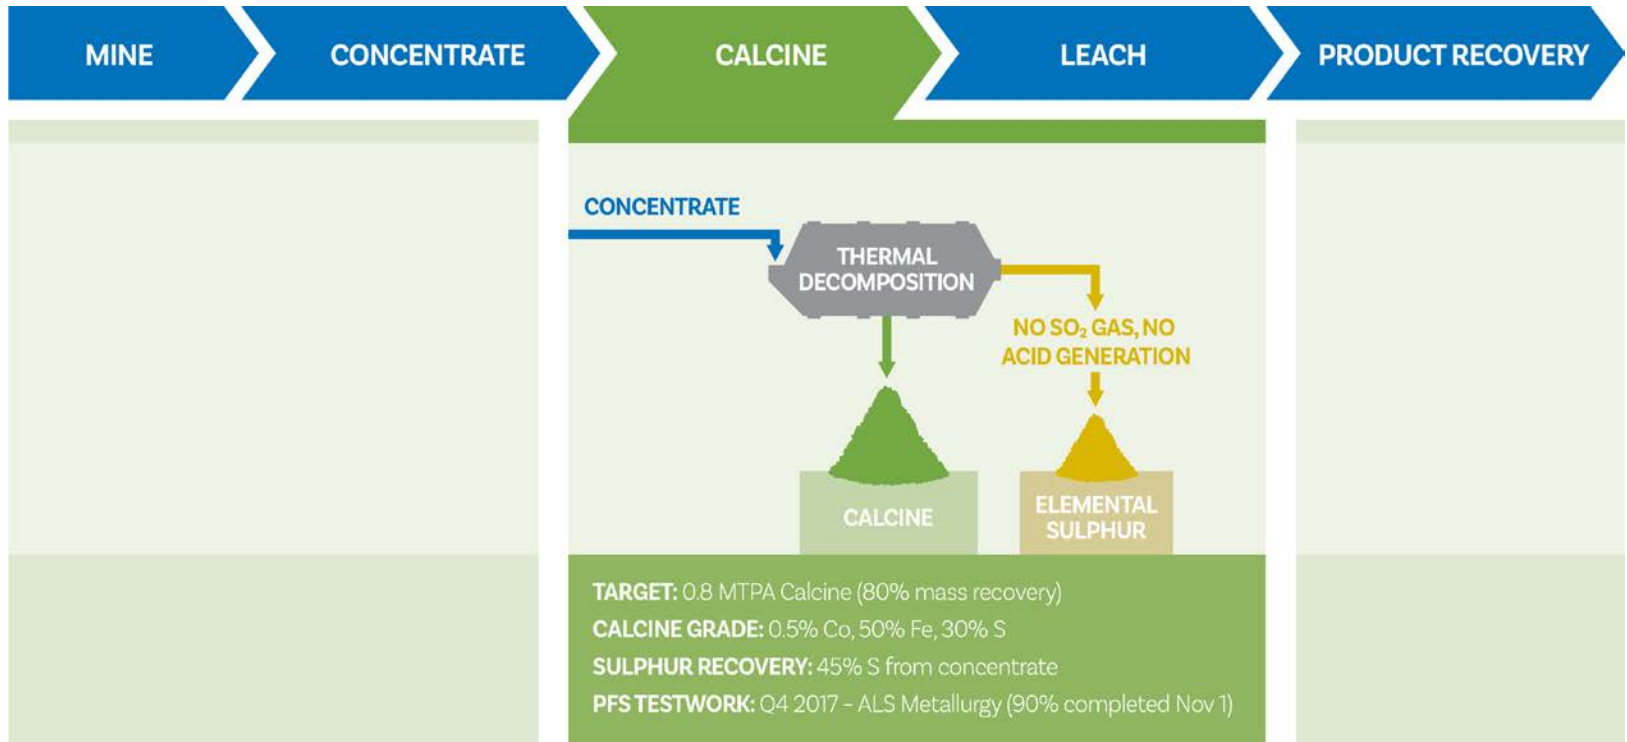 MINE
CONCENTRATE
CALCINE
LEACH
PRODUCT RECOVERY
CONCENTRATE
THERMAL
DECOMPOSITION
NO SO₂ GAS, NO
ACID GENERATION
CALCINE
ELEMENTAL
SULPHUR
TARGET: 0.8 MTPA Calcine (80% mass recovery)
CALCINE GRADE: 0.5% Co, 50% Fe, 30% S
SULPHUR RECOVERY: 45% S from concentrate
PFS TESTWORK: Q4 2017 – ALS Metallurgy (90% completed Nov 1)